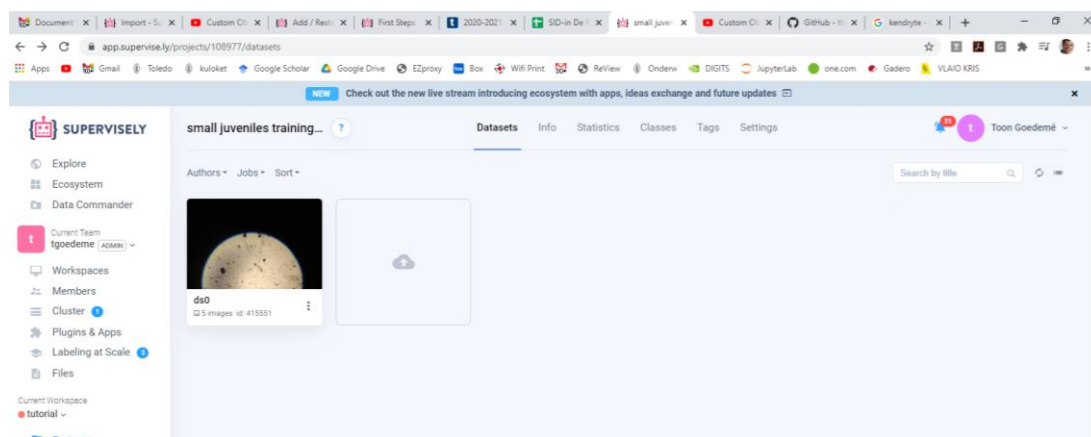 Document
Import - Su
Custom Ob
Add / Resto
First Steps
2020-2021
SID-in De
small juven
Custom Ob
GitHub - th
kendryte -
app.supervise.ly/projects/108977/datasets
Apps
Gmail
Toledo
kuloket
Google Scholar
Google Drive
EZproxy
Box
Wifi Print
ReView
Onderw
DIGITS
JupyterLab
one.com
Gadero
VLAIO KRIS
NEW Check out the new live stream introducing ecosystem with apps, ideas exchange and future updates
SUPERVISELY
small juveniles training... ?
Datasets Info Statistics Classes Tags Settings
21 t Toon Goedemé
Explore
Ecosystem
Data Commander
Current Team
t tgoedeme ADMIN
Workspaces
Members
Cluster 1
Plugins & Apps
Labeling at Scale
Files
Current Workspace
tutorial
Authors Jobs Sort
Search by title
ds0
5 images id: 415551